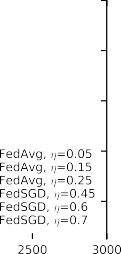 FedAvg, η=0.05
FedAvg, η=0.15
FedAvg, η=0.25
FedSGD, η=0.45
FedSGD, η=0.6
FedSGD, η=0.7
2500 3000